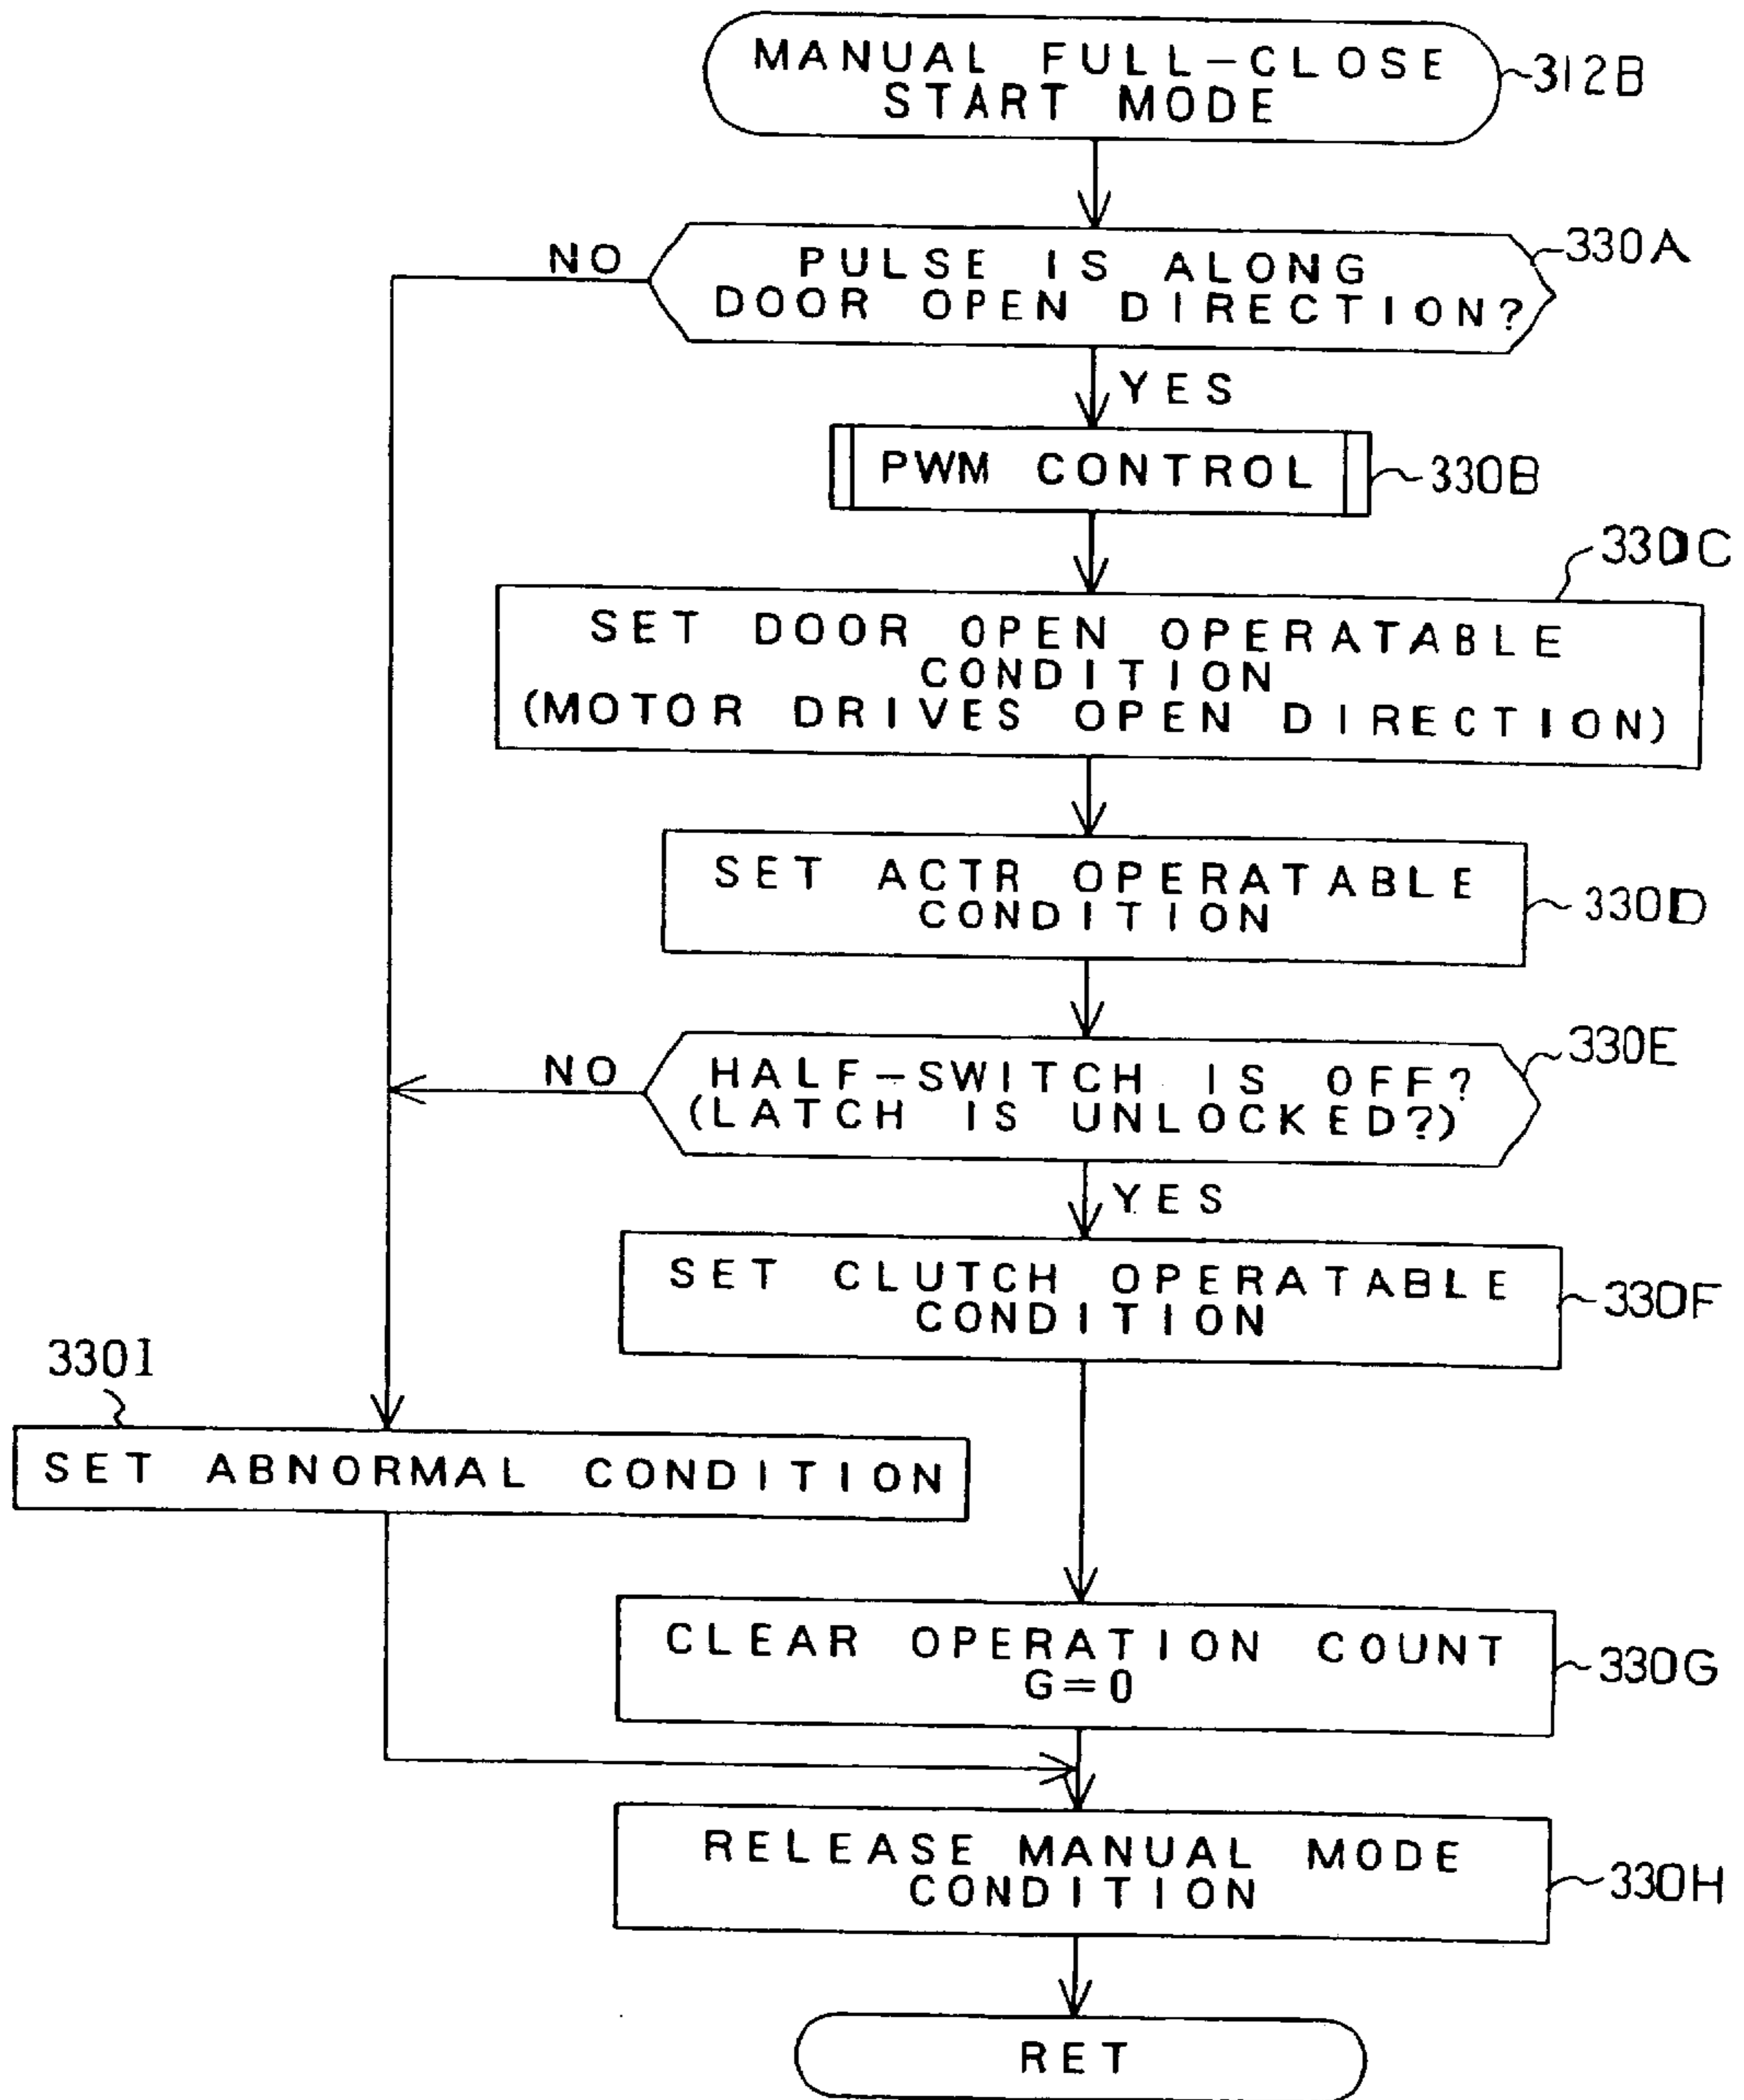 MANUAL FULL-CLOSE
START MODE
312B
PULSE IS ALONG
DOOR OPEN DIRECTION?
330A
NO
YES
PWM CONTROL
330B
330C
SET DOOR OPEN OPERATABLE
CONDITION
(MOTOR DRIVES OPEN DIRECTION)
SET ACTR OPERATABLE
CONDITION
330D
HALF-SWITCH IS OFF?
(LATCH IS UNLOCKED?)
330E
NO
YES
SET CLUTCH OPERATABLE
CONDITION
330F
330I
SET ABNORMAL CONDITION
CLEAR OPERATION COUNT
G=0
330G
RELEASE MANUAL MODE
CONDITION
330H
RET